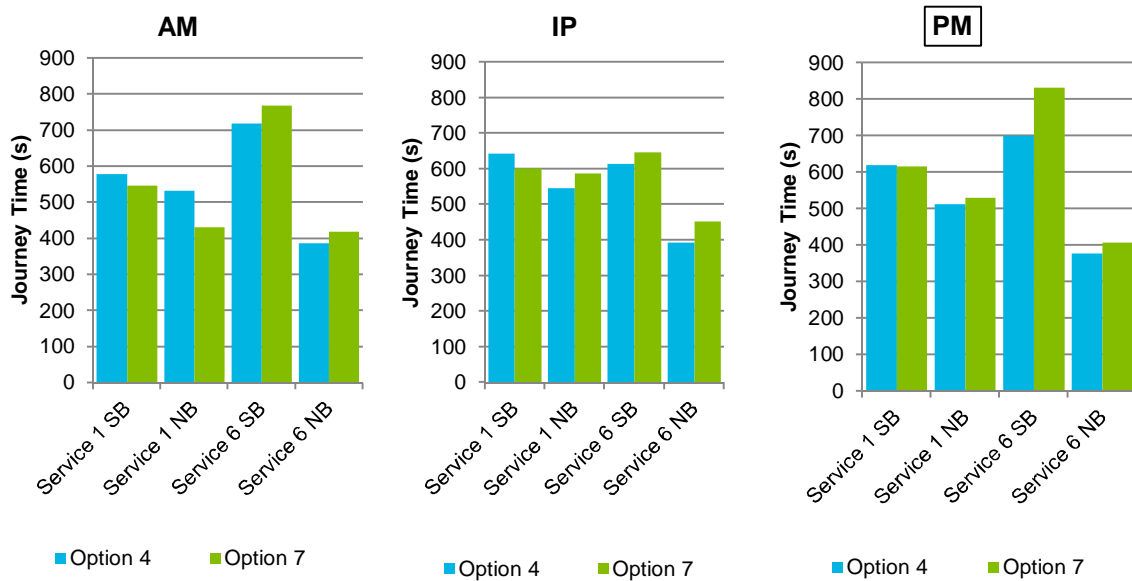 AM
900
800
700
600
500
400
300
200
100
0
Journey Time (s)
Service 1 SB
Service 1 NB
Service 6 SB
Service 6 NB
Option 4
Option 7
IP
900
800
700
600
500
400
300
200
100
0
Journey Time (s)
Service 1 SB
Service 1 NB
Service 6 SB
Service 6 NB
Option 4
Option 7
PM
900
800
700
600
500
400
300
200
100
0
Journey Time (s)
Service 1 SB
Service 1 NB
Service 6 SB
Service 6 NB
Option 4
Option 7